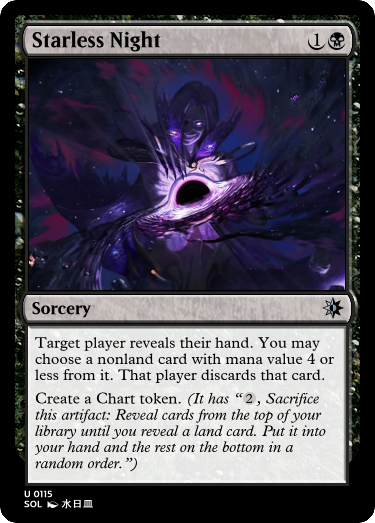 Starless Night 1
Sorcery
Target player reveals their hand. You may
choose a nonland card with mana value 4 or
less from it. That player discards that card.
Create a Chart token. (It has “2, Sacrifice
this artifact: Reveal cards from the top of your
library until you reveal a land card. Put it into
your hand and the rest on the bottom in a
random order.”)
U 0115
SOL 水日皿